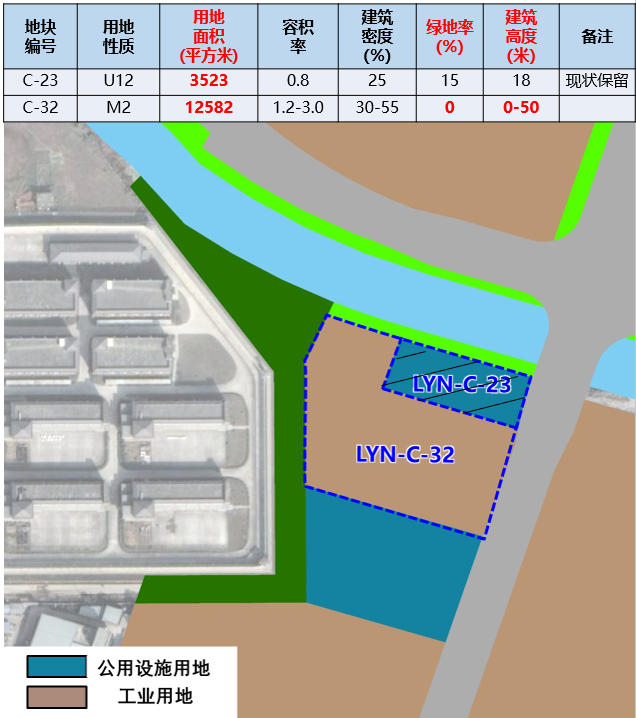 地块编号 用地性质 用地面积(平方米) 容积率 建筑密度(%) 绿地率(%) 建筑高度(米) 备注
C-23 U12 3523 0.8 25 15 18 现状保留
C-32 M2 12582 1.2-3.0 30-55 0 0-50
LYN-C-23
LYN-C-32
公用设施用地
工业用地